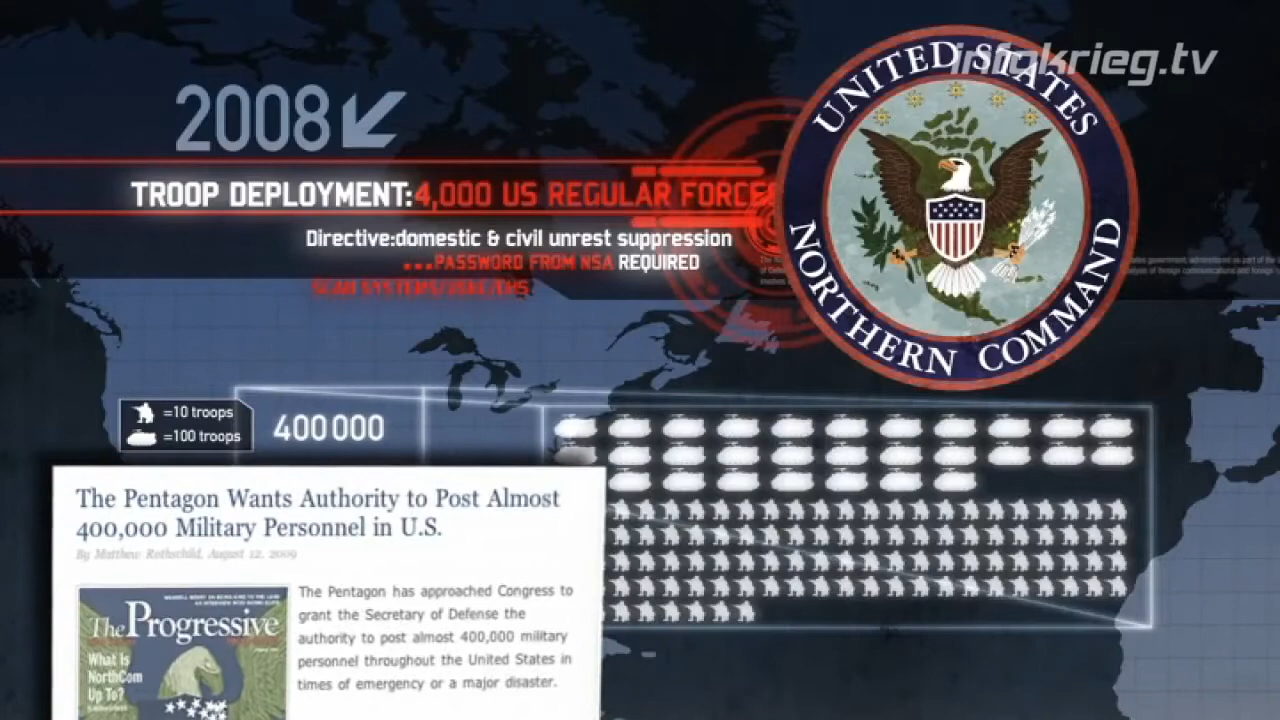 infokrieg.tv
UNITED STATES
NORTHERN COMMAND
2008
TROOP DEPLOYMENT:4,000 US REGULAR FORCES
Directive:domestic & civil unrest suppression
...PASSWORD FROM NSA REQUIRED
=10 troops
=100 troops
400 000
The Pentagon Wants Authority to Post Almost
400,000 Military Personnel in U.S.
By Matthew Rothschild, August 12, 2009
The Progressive
What Is
NorthCom
Up To?
The Pentagon has approached Congress to
grant the Secretary of Defense the
authority to post almost 400,000 military
personnel throughout the United States in
times of emergency or a major disaster.